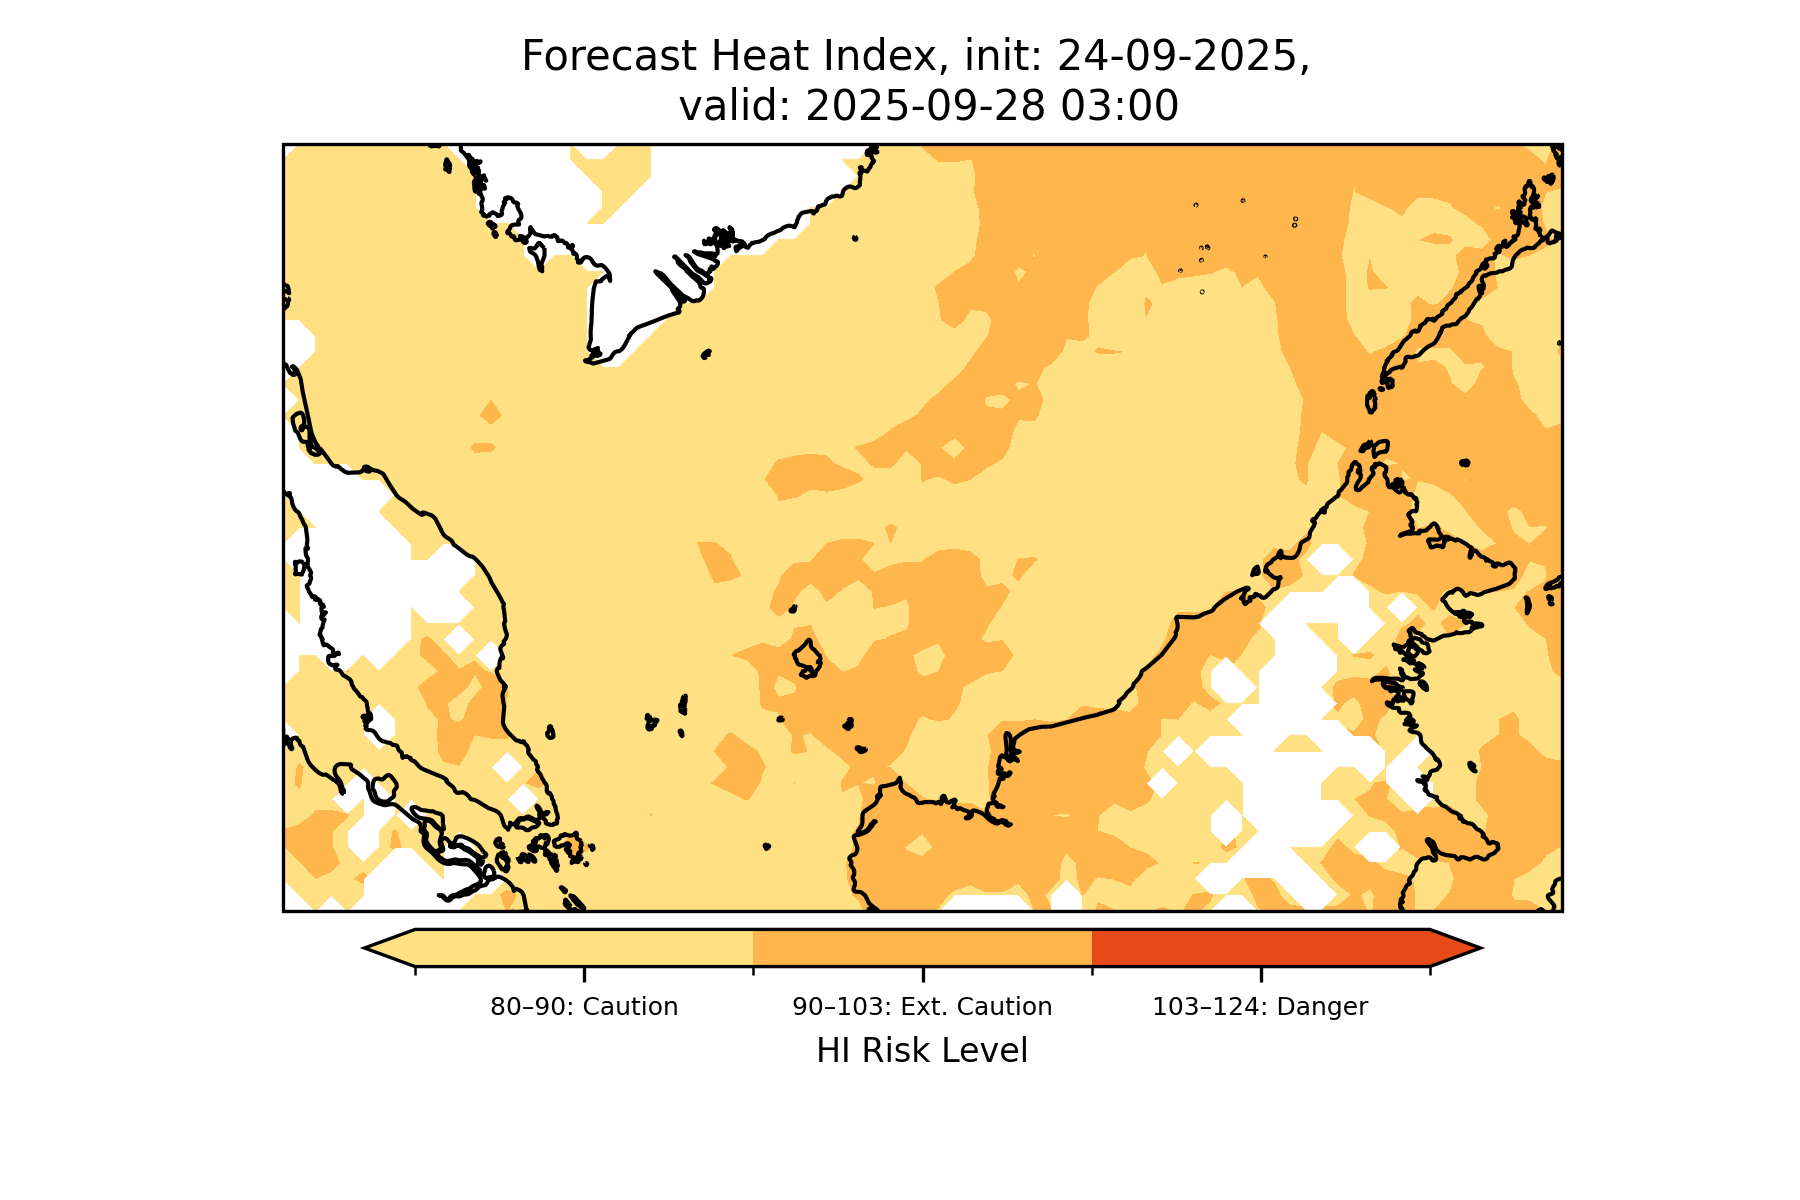 Forecast Heat Index, init: 24-09-2025,
valid: 2025-09-28 03:00
80–90: Caution
90–103: Ext. Caution
103–124: Danger
HI Risk Level